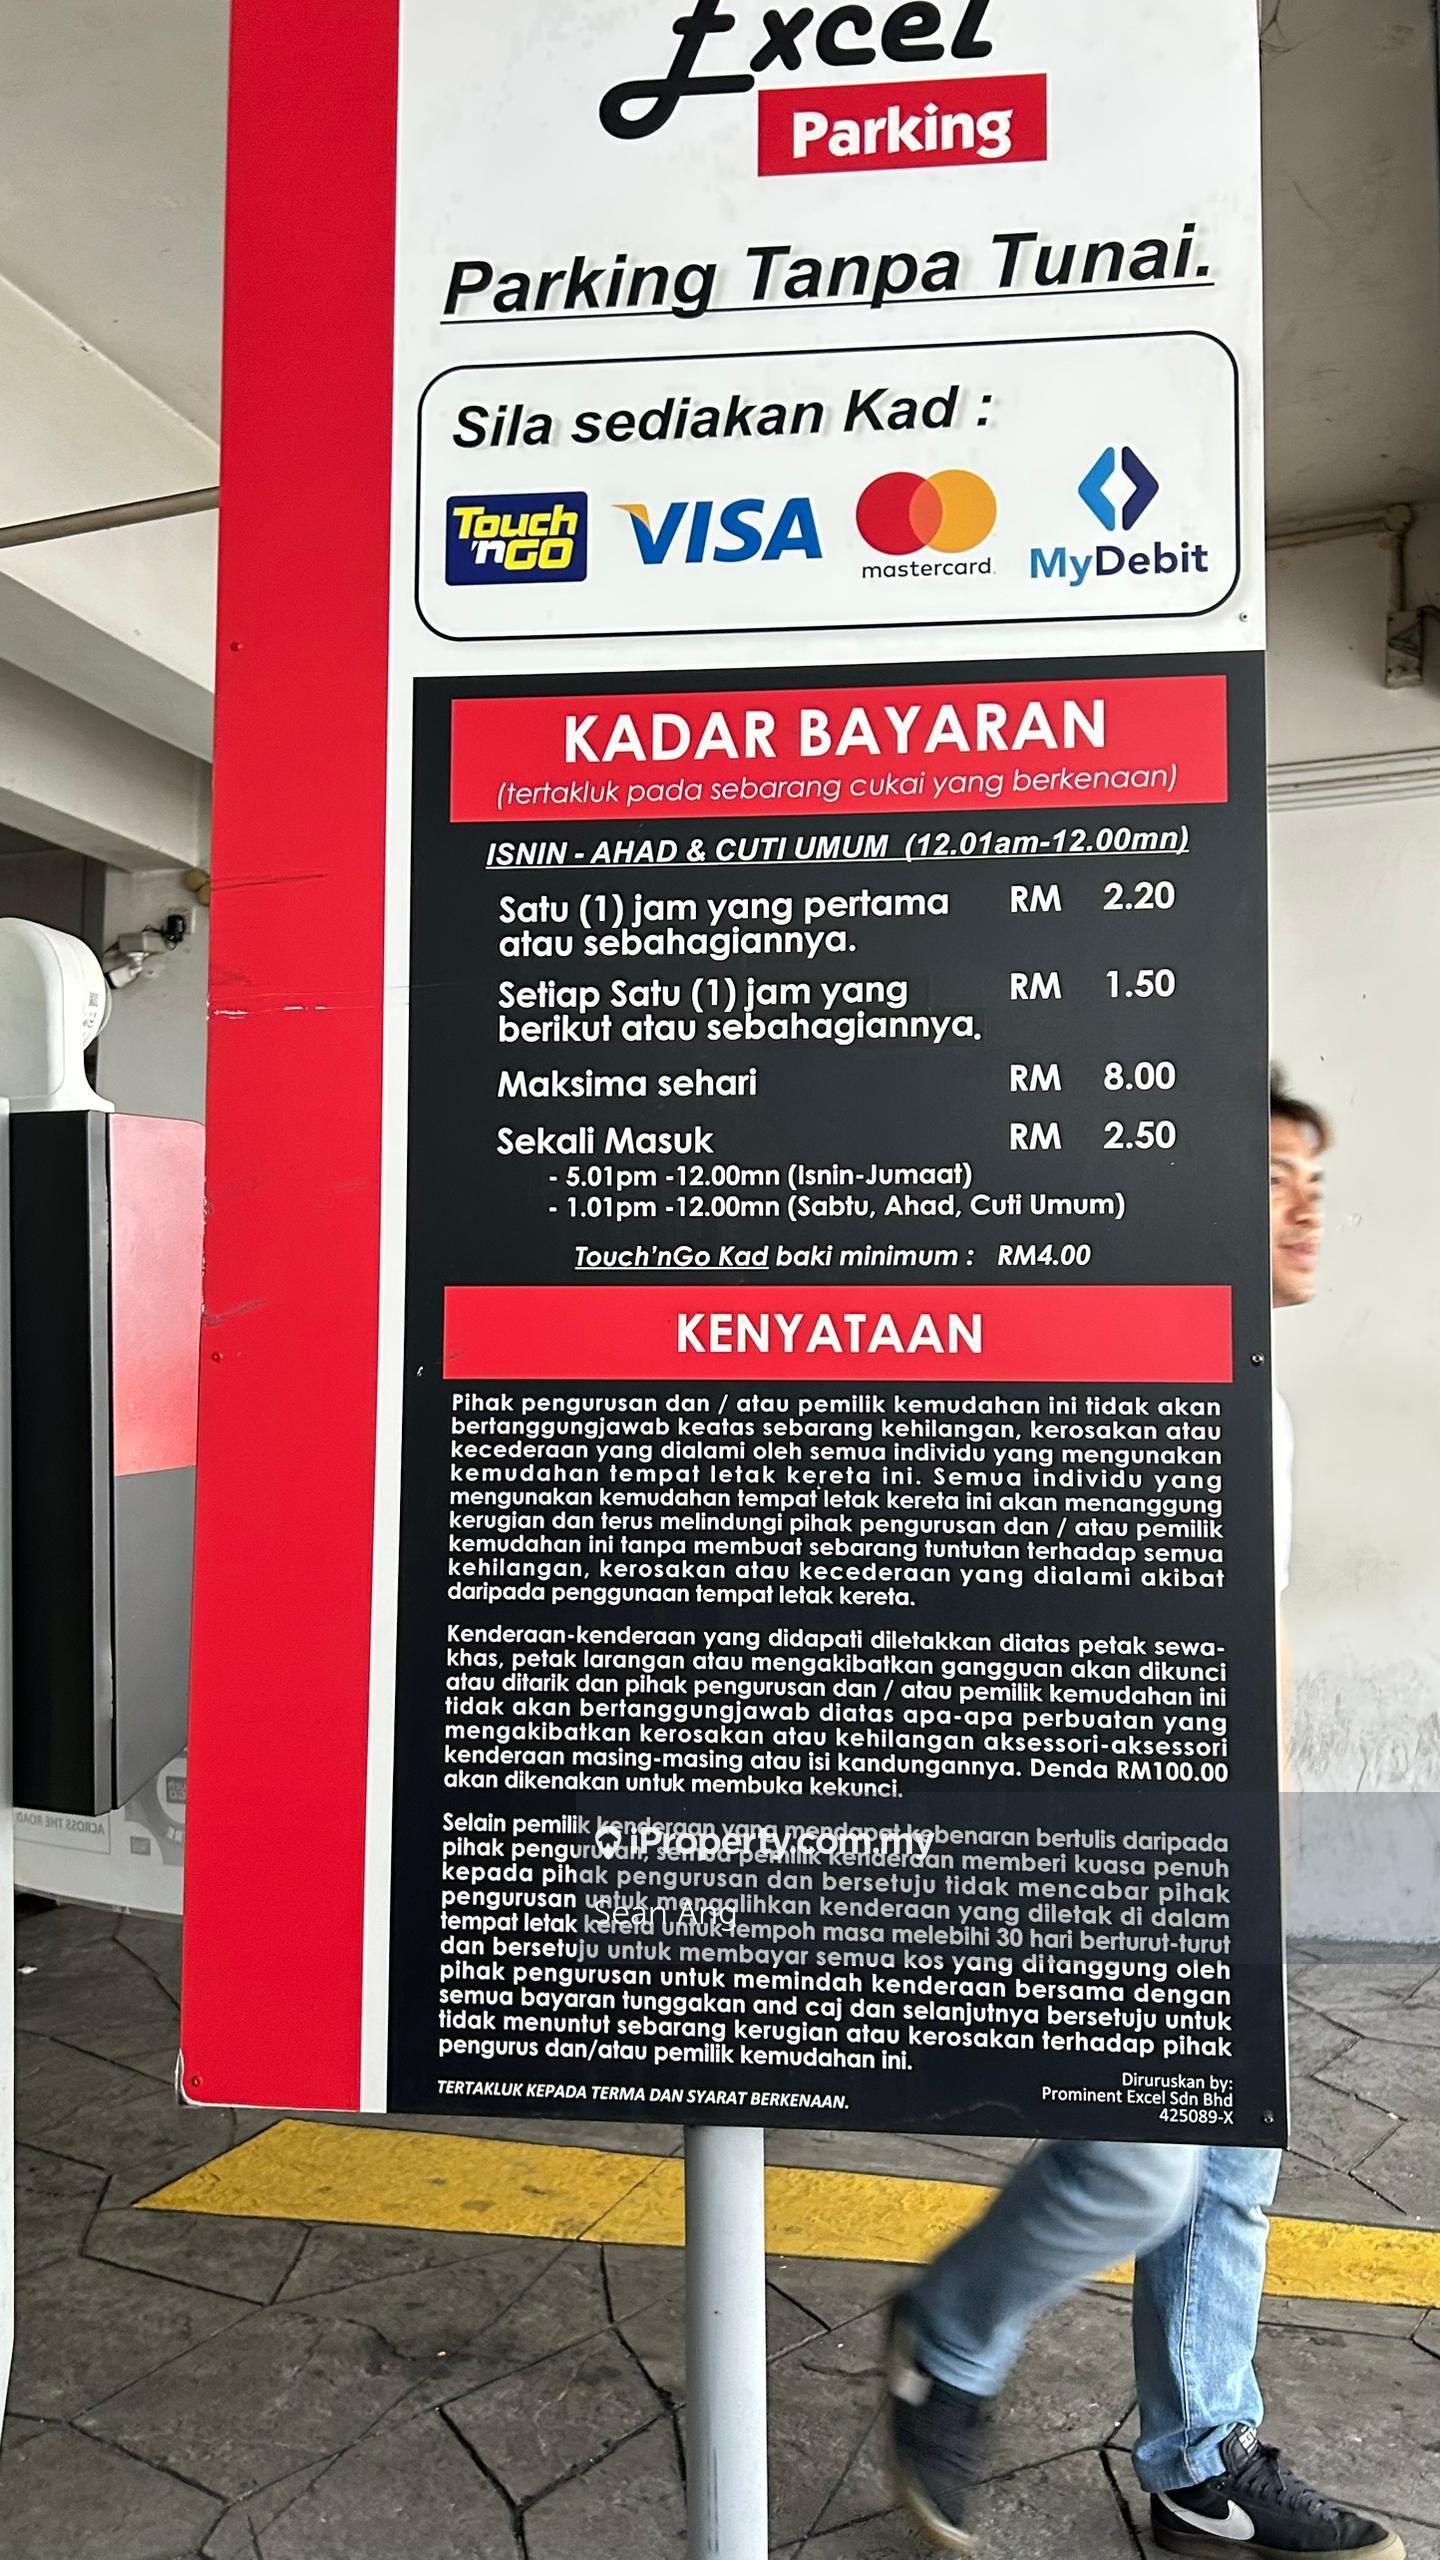 Excel
Parking
Parking Tanpa Tunai.
Sila sediakan Kad :
Touch 'nGO VISA mastercard MyDebit
KADAR BAYARAN
(tertakluk pada sebarang cukai yang berkenaan)
ISNIN - AHAD & CUTI UMUM (12.01am-12.00mn)
Satu (1) jam yang pertama RM 2.20
atau sebahagiannya.
Setiap Satu (1) jam yang RM 1.50
berikut atau sebahagiannya.
Maksima sehari RM 8.00
Sekali Masuk RM 2.50
- 5.01pm -12.00mn (Isnin-Jumaat)
- 1.01pm -12.00mn (Sabtu, Ahad, Cuti Umum)
Touch'nGo Kad baki minimum : RM4.00
KENYATAAN
Pihak pengurusan dan / atau pemilik kemudahan ini tidak akan
bertanggungjawab keatas sebarang kehilangan, kerosakan atau
kecederaan yang dialami oleh semua individu yang mengunakan
kemudahan tempat letak kereta ini. Semua individu yang
mengunakan kemudahan tempat letak kereta ini akan menanggung
kerugian dan terus melindungi pihak pengurusan dan / atau pemilik
kemudahan ini tanpa membuat sebarang tuntutan terhadap semua
kehilangan, kerosakan atau kecederaan yang dialami akibat
daripada penggunaan tempat letak kereta.
Kenderaan-kenderaan yang didapati diletakkan diatas petak sewa-
khas, petak larangan atau mengakibatkan gangguan akan dikunci
atau ditarik dan pihak pengurusan dan / atau pemilik kemudahan ini
tidak akan bertanggungjawab diatas apa-apa perbuatan yang
mengakibatkan kerosakan atau kehilangan aksessori-aksessori
kenderaan masing-masing atau isi kandungannya. Denda RM100.00
akan dikenakan untuk membuka kekunci.
Selain pemilik kenderaan yang mendapat kebenaran bertulis daripada
pihak pengurusan, semua pemilik kenderaan memberi kuasa penuh
kepada pihak pengurusan dan bersetuju tidak mencabar pihak
pengurusan untuk mengalihkan kenderaan yang diletak di dalam
tempat letak kereta untuk tempoh masa melebihi 30 hari berturut-turut
dan bersetuju untuk membayar semua kos yang ditanggung oleh
pihak pengurusan untuk memindah kenderaan bersama dengan
semua bayaran tunggakan and caj dan selanjutnya bersetuju untuk
tidak menuntut sebarang kerugian atau kerosakan terhadap pihak
pengurus dan/atau pemilik kemudahan ini.
TERTAKLUK KEPADA TERMA DAN SYARAT BERKENAAN.
Diruruskan by:
Prominent Excel Sdn Bhd
425089-X
iProperty.com.my
Sean Ang
ACROSS THE ROAD